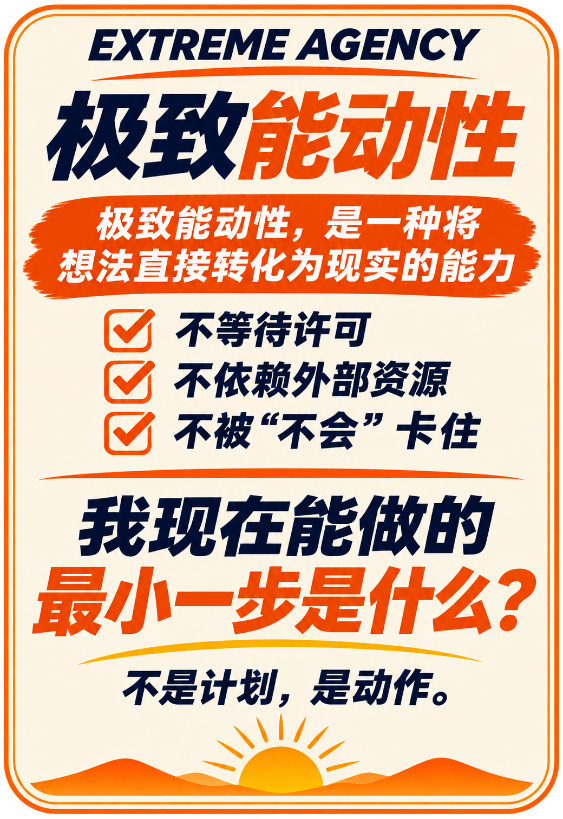 EXTREME AGENCY
极致能动性
极致能动性，是一种将
想法直接转化为现实的能力
不等待许可
不依赖外部资源
不被“不会”卡住
我现在能做的
最小一步是什么？
不是计划，是动作。